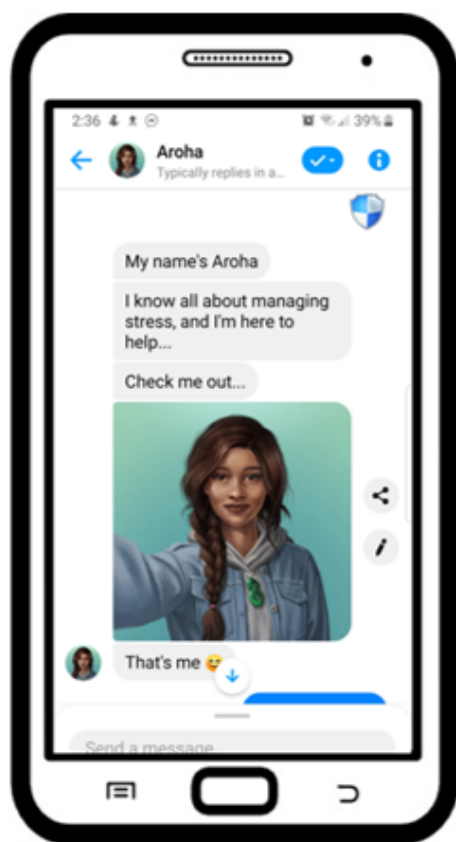 2:36 39%
Aroha
Typically replies in a...
My name's Aroha
I know all about managing
stress, and I'm here to
help...
Check me out...
That's me 😅
Send a message